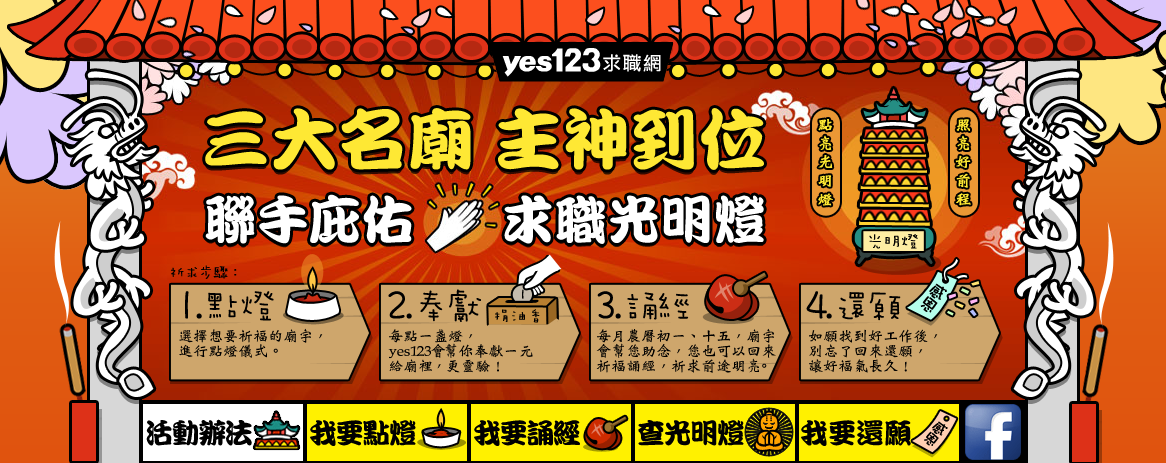 yes123求職網
三大名廟 主神到位
聯手庇佑 求職光明燈
點亮光明燈
照亮好前程
光明燈
祈求步驟：
1.點燈
選擇想要祈福的廟宇，
進行點燈儀式。
2.奉獻
捐油香
每點一盞燈，
yes123會幫你奉獻一元
給廟裡，更靈驗！
3.誦經
每月農曆初一、十五，廟宇
會幫您助念，您也可以回來
祈福誦經，祈求前途明亮。
4.還願
感恩
如願找到好工作後，
別忘了回來還願，
讓好福氣長久！
活動辦法
我要點燈
我要誦經
查光明燈
我要還願
感恩
f